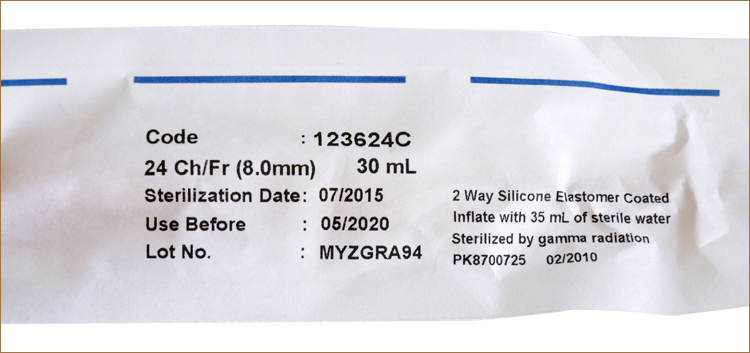 Code : 123624C
24 Ch/Fr (8.0mm) 30 mL
Sterilization Date: 07/2015
Use Before : 05/2020
Lot No. : MYZGRA94
2 Way Silicone Elastomer Coated
Inflate with 35 mL of sterile water
Sterilized by gamma radiation
PK8700725 02/2010